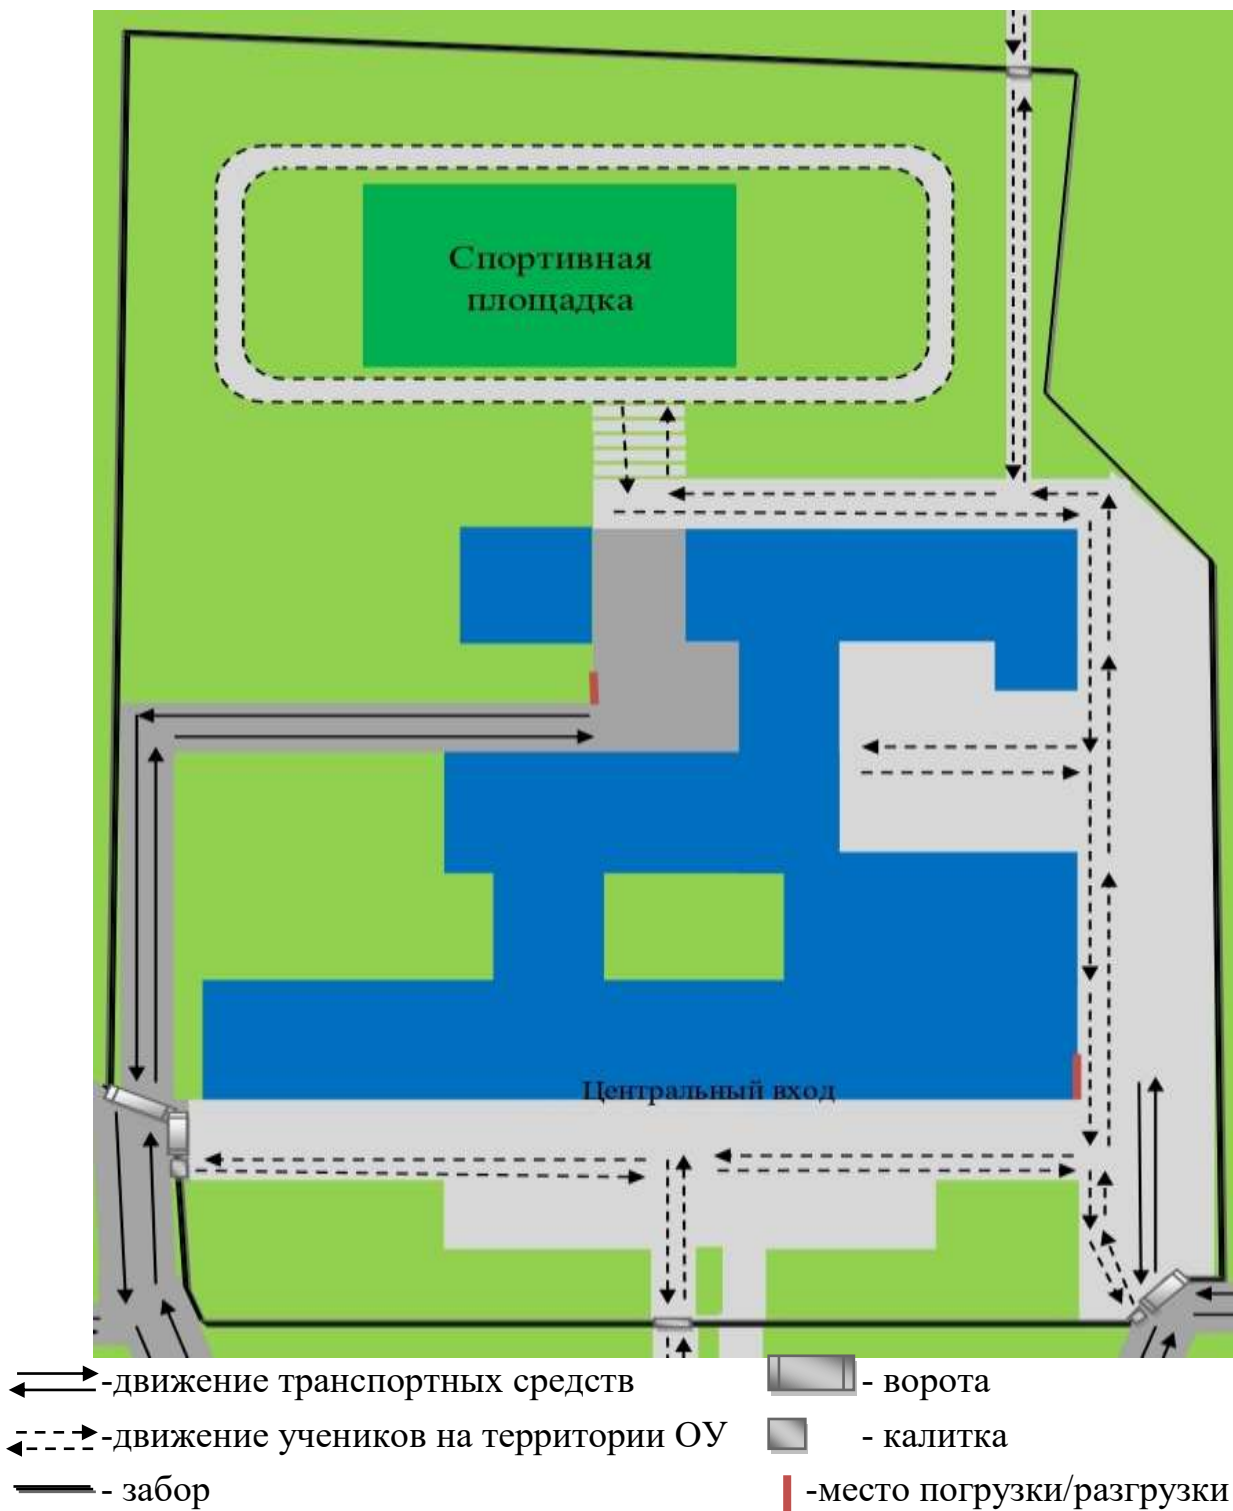 Спортивная
площадка
Центральный вход
-движение транспортных средств
- ворота
-движение учеников на территории ОУ
- калитка
- забор
-место погрузки/разгрузки